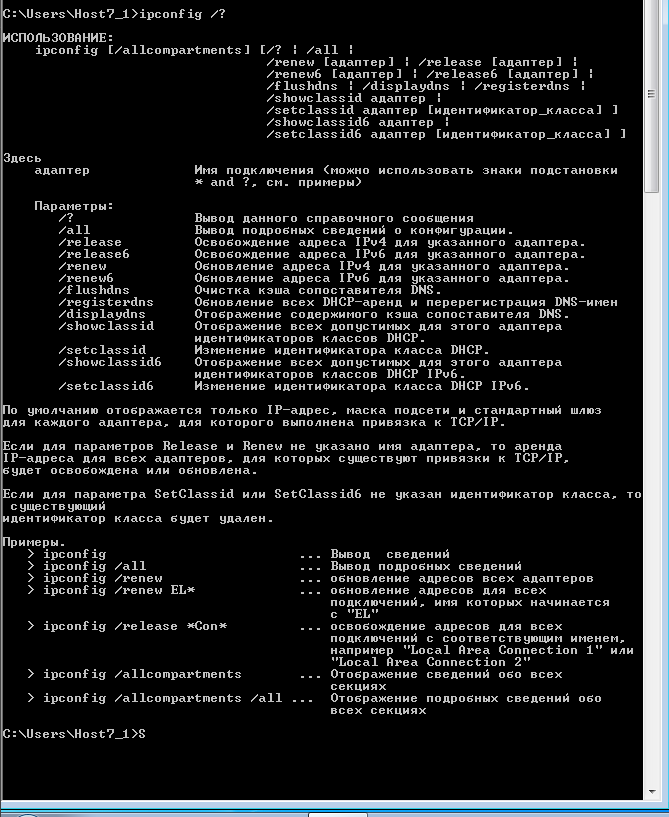 C:\Users\Host7_1>ipconfig /?
ИСПОЛЬЗОВАНИЕ:
ipconfig [/allcompartments] [/? ¦ /all ¦
/renew [адаптер] ¦ /release [адаптер] ¦
/renew6 [адаптер] ¦ /release6 [адаптер] ¦
/flushdns ¦ /displaydns ¦ /registerdns ¦
/showclassid адаптер ¦
/setclassid адаптер [идентификатор_класса] ]
/showclassid6 адаптер ¦
/setclassid6 адаптер [идентификатор_класса] ]
Здесь
адаптер Имя подключения (можно использовать знаки подстановки
* and ?, см. примеры)
Параметры:
/? Вывод данного справочного сообщения
/all Вывод подробных сведений о конфигурации.
/release Освобождение адреса IPv4 для указанного адаптера.
/release6 Освобождение адреса IPv6 для указанного адаптера.
/renew Обновление адреса IPv4 для указанного адаптера.
/renew6 Обновление адреса IPv6 для указанного адаптера.
/flushdns Очистка кэша сопоставителя DNS.
/registerdns Обновление всех DHCP-аренд и перерегистрация DNS-имен
/displaydns Отображение содержимого кэша сопоставителя DNS.
/showclassid Отображение всех допустимых для этого адаптера
идентификаторов классов DHCP.
/setclassid Изменение идентификатора класса DHCP.
/showclassid6 Отображение всех допустимых для этого адаптера
идентификаторов классов DHCP IPv6.
/setclassid6 Изменение идентификатора класса DHCP IPv6.
По умолчанию отображается только IP-адрес, маска подсети и стандартный шлюз
для каждого адаптера, для которого выполнена привязка к TCP/IP.
Если для параметров Release и Renew не указано имя адаптера, то аренда
IP-адреса для всех адаптеров, для которых существуют привязки к TCP/IP,
будет освобождена или обновлена.
Если для параметра SetClassid или SetClassid6 не указан идентификатор класса, то
существующий
идентификатор класса будет удален.
Примеры.
> ipconfig ... Вывод сведений
> ipconfig /all ... Вывод подробных сведений
> ipconfig /renew ... обновление адресов всех адаптеров
> ipconfig /renew EL* ... обновление адресов для всех
подключений, имя которых начинается
с "EL"
> ipconfig /release *Con* ... освобождение адресов для всех
подключений с соответствующим именем,
например "Local Area Connection 1" или
"Local Area Connection 2"
> ipconfig /allcompartments ... Отображение сведений обо всех
секциях
> ipconfig /allcompartments /all ... Отображение подробных сведений обо
всех секциях
C:\Users\Host7_1>S